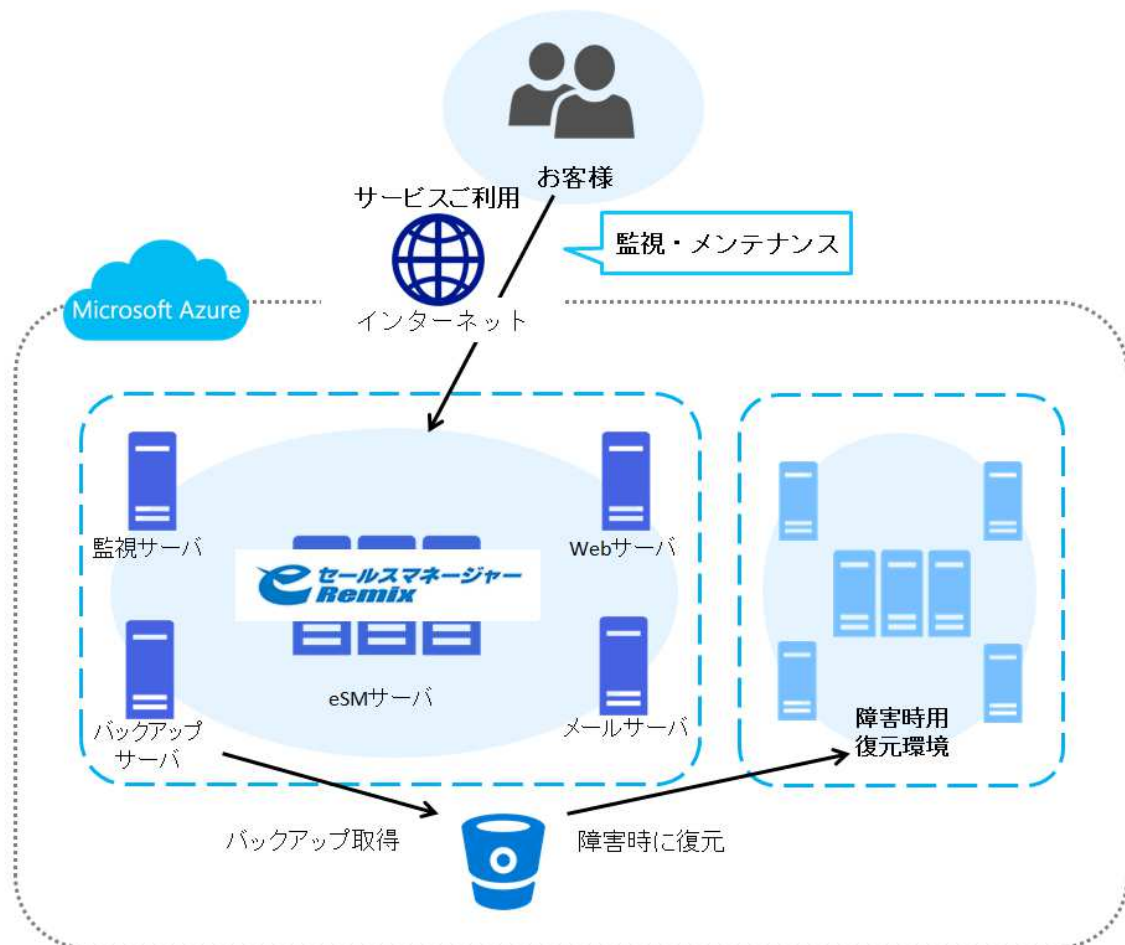 お客様
サービスご利用
監視・メンテナンス
Microsoft Azure
インターネット
監視サーバ
Webサーバ
セールスマネージャー
Remix
eSMサーバ
バックアップ
サーバ
メールサーバ
障害時用
復元環境
バックアップ取得
障害時に復元